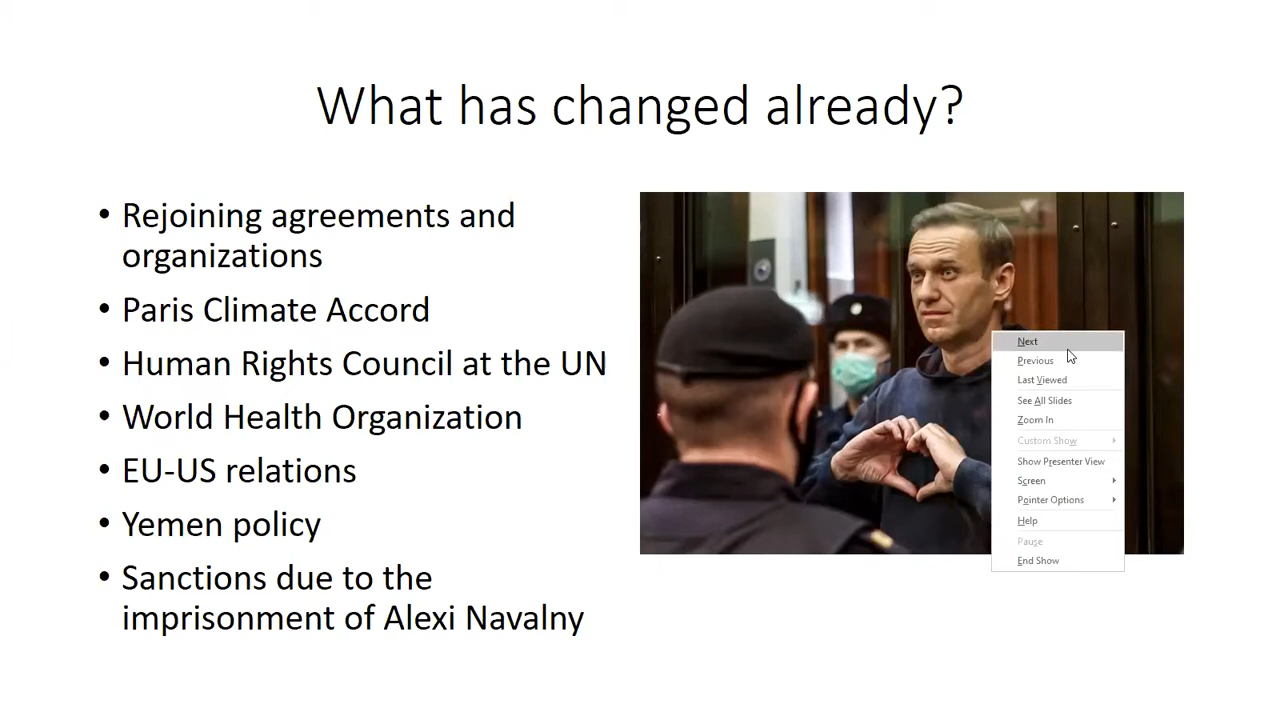 What has changed already?
• Rejoining agreements and
organizations
• Paris Climate Accord
• Human Rights Council at the UN
• World Health Organization
• EU-US relations
• Yemen policy
• Sanctions due to the
imprisonment of Alexi Navalny
Next
Previous
Last Viewed
See All Slides
Zoom In
Custom Show
Show Presenter View
Screen
Pointer Options
Help
Pause
End Show